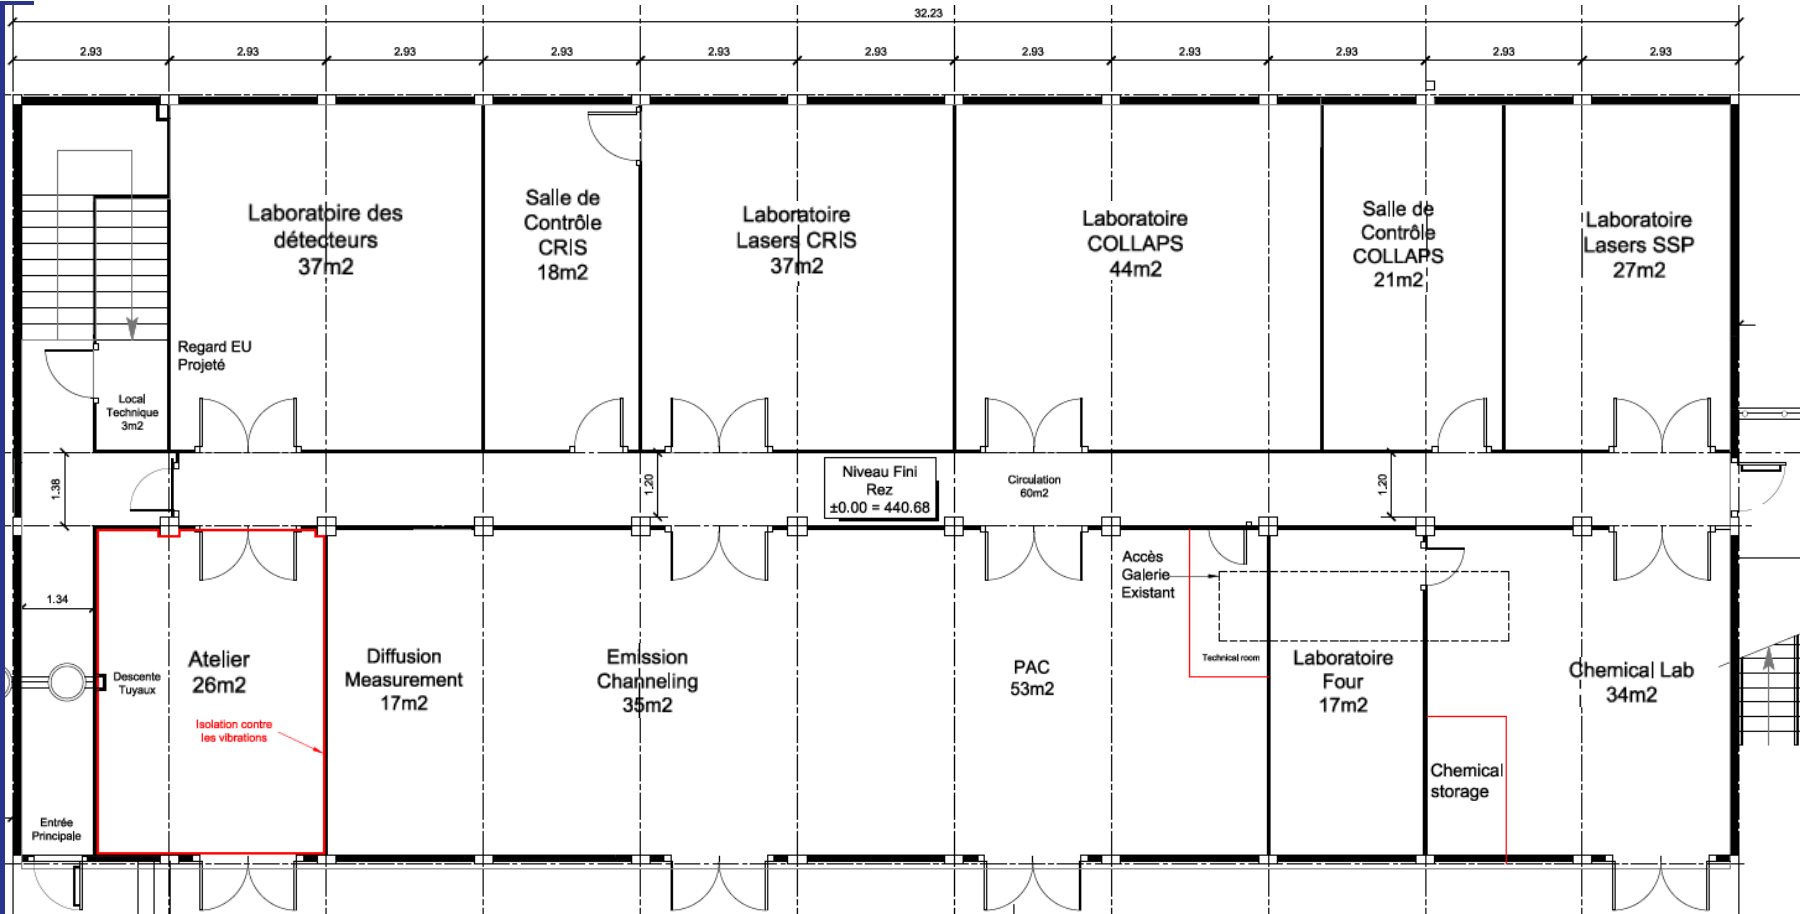 32.23
2.93
2.93
2.93
2.93
2.93
2.93
2.93
2.93
2.93
2.93
2.93
Laboratoire des
détecteurs
37m2
Salle de
Contrôle
CRIS
18m2
Laboratoire
Lasers CRIS
37m2
Laboratoire
COLLAPS
44m2
Salle de
Contrôle
COLLAPS
21m2
Laboratoire
Lasers SSP
27m2
Regard EU
Projeté
Local
Technique
3m2
1.38
1.20
Niveau Fini
Rez
±0.00 = 440.68
Circulation
60m2
1.20
1.34
Descente
Tuyaux
Atelier
26m2
Isolation contre
les vibrations
Entrée
Principale
Diffusion
Measurement
17m2
Emission
Channeling
35m2
PAC
53m2
Accès
Galerie
Existant
Technical room
Laboratoire
Four
17m2
Chemical Lab
34m2
Chemical
storage